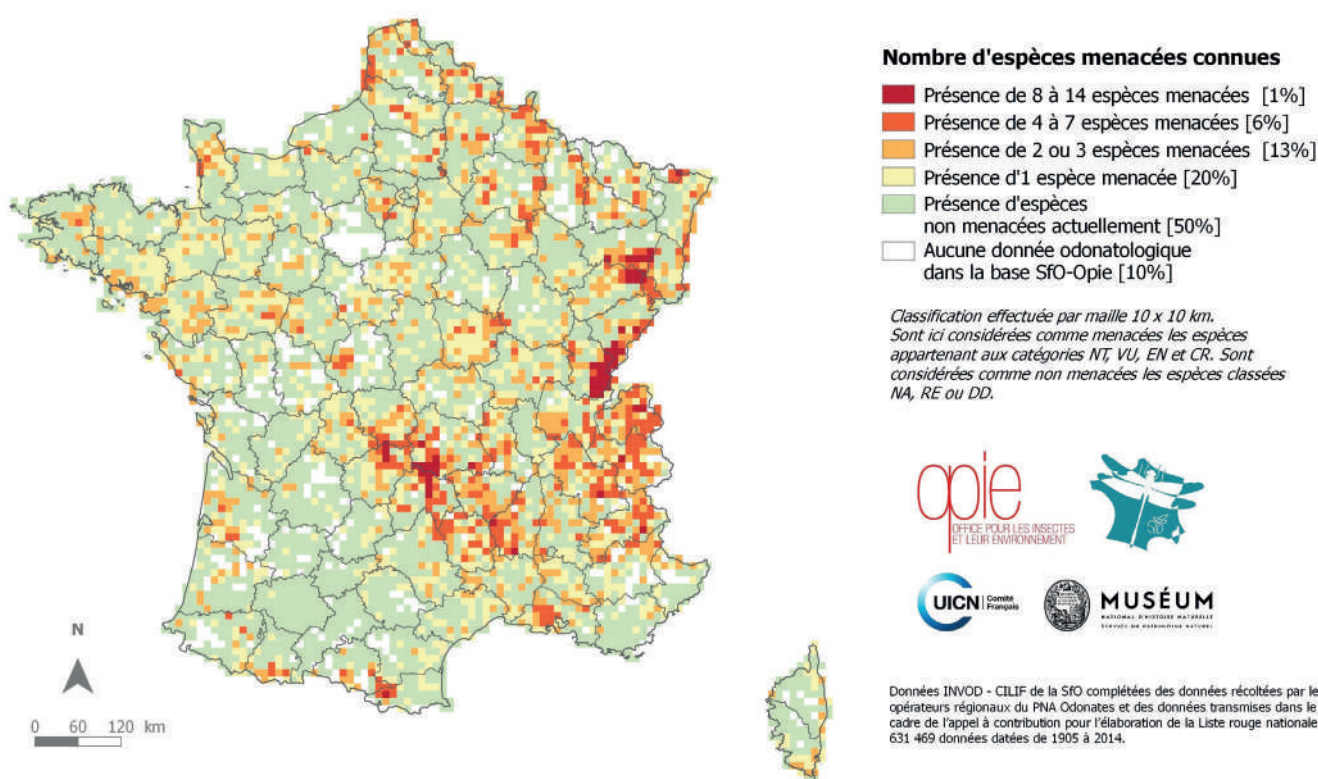 Nombre d'espèces menacées connues
Présence de 8 à 14 espèces menacées [1%]
Présence de 4 à 7 espèces menacées [6%]
Présence de 2 ou 3 espèces menacées [13%]
Présence d'1 espèce menacée [20%]
Présence d'espèces
non menacées actuellement [50%]
Aucune donnée odonatologique
dans la base SfO-Opie [10%]
Classification effectuée par maille 10 x 10 km.
Sont ici considérées comme menacées les espèces
appartenant aux catégories NT, VU, EN et CR. Sont
considérées comme non menacées les espèces classées
NA, RE ou DD.
opie
OFFICE POUR LES INSECTES
ET LEUR ENVIRONNEMENT
UICN Comité
Français
MUSÉUM
NATIONAL D'HISTOIRE NATURELLE
SERVICE DU PATRIMOINE NATUREL
N
0 60 120 km
Données INVOD - CILIF de la SfO complétées des données récoltées par le
opérateurs régionaux du PNA Odonates et des données transmises dans le
cadre de l'appel à contribution pour l'élaboration de la Liste rouge nationale
631 469 données datées de 1905 à 2014.